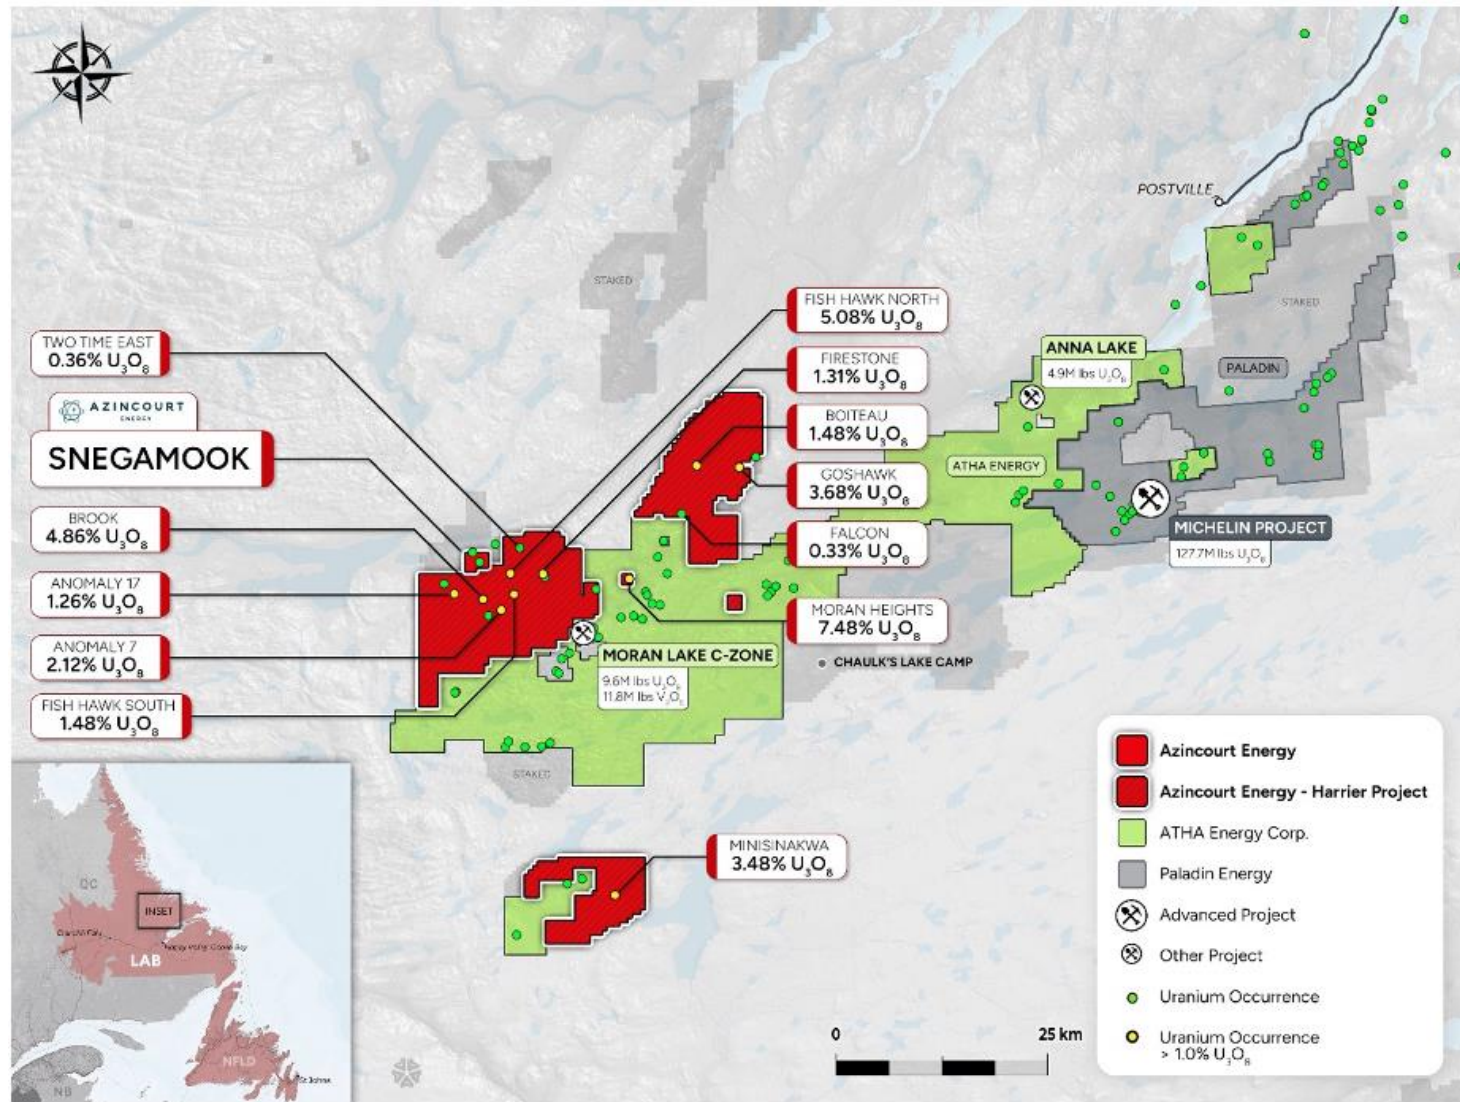 POSTVILLE
STAKED
STAKED
FISH HAWK NORTH
5.08% U₃O₈
TWO TIME EAST
0.36% U₃O₈
FIRESTONE
1.31% U₃O₈
ANNA LAKE
4.9M lbs U₃O₈
PALADIN
AZINCOURT
ENERGY
SNEGAMOOK
BOITEAU
1.48% U₃O₈
ATHA ENERGY
GOSHAWK
3.68% U₃O₈
BROOK
4.86% U₃O₈
FALCON
0.33% U₃O₈
MICHELIN PROJECT
127.7M lbs U₃O₈
ANOMALY 17
1.26% U₃O₈
MORAN HEIGHTS
7.48% U₃O₈
ANOMALY 7
2.12% U₃O₈
MORAN LAKE C-ZONE
9.6M lbs U₃O₈
11.8M lbs V₂O₅
CHAULK'S LAKE CAMP
FISH HAWK SOUTH
1.48% U₃O₈
STAKED
MINISINAKWA
3.48% U₃O₈
Azincourt Energy
Azincourt Energy - Harrier Project
ATHA Energy Corp.
Paladin Energy
Advanced Project
Other Project
Uranium Occurrence
Uranium Occurrence
> 1.0% U₃O₈
0 25 km
QC
INSET
LAB
NFLD
St Johns
NB